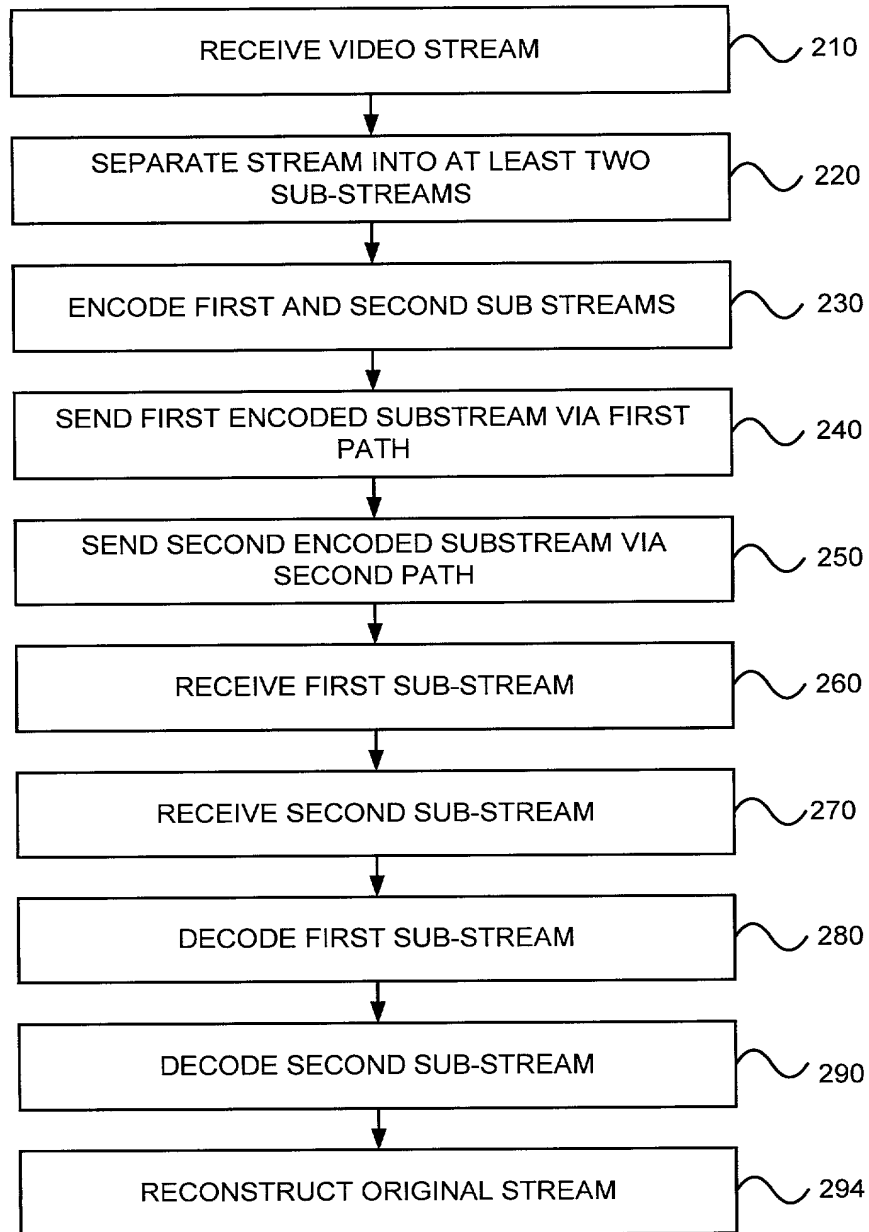 RECEIVE VIDEO STREAM
210
SEPARATE STREAM INTO AT LEAST TWO
SUB-STREAMS
220
ENCODE FIRST AND SECOND SUB STREAMS
230
SEND FIRST ENCODED SUBSTREAM VIA FIRST
PATH
240
SEND SECOND ENCODED SUBSTREAM VIA
SECOND PATH
250
RECEIVE FIRST SUB-STREAM
260
RECEIVE SECOND SUB-STREAM
270
DECODE FIRST SUB-STREAM
280
DECODE SECOND SUB-STREAM
290
RECONSTRUCT ORIGINAL STREAM
294